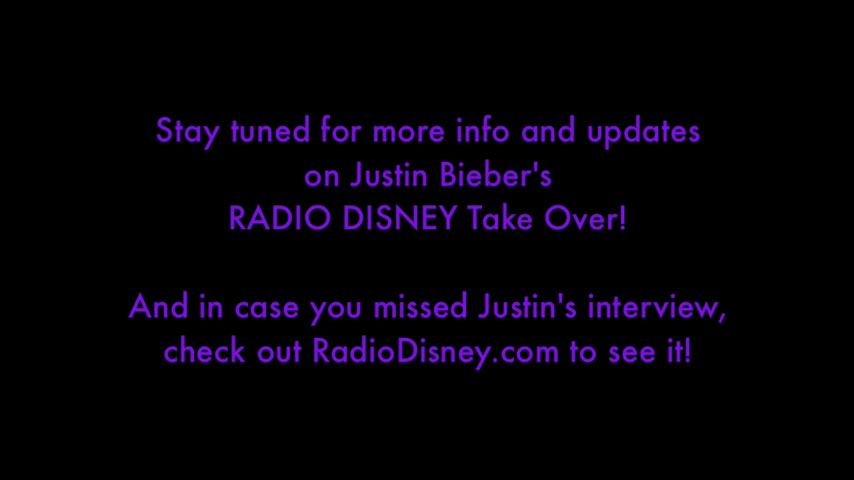 Stay tuned for more info and updates
on Justin Bieber's
RADIO DISNEY Take Over!
And in case you missed Justin's interview,
check out RadioDisney.com to see it!